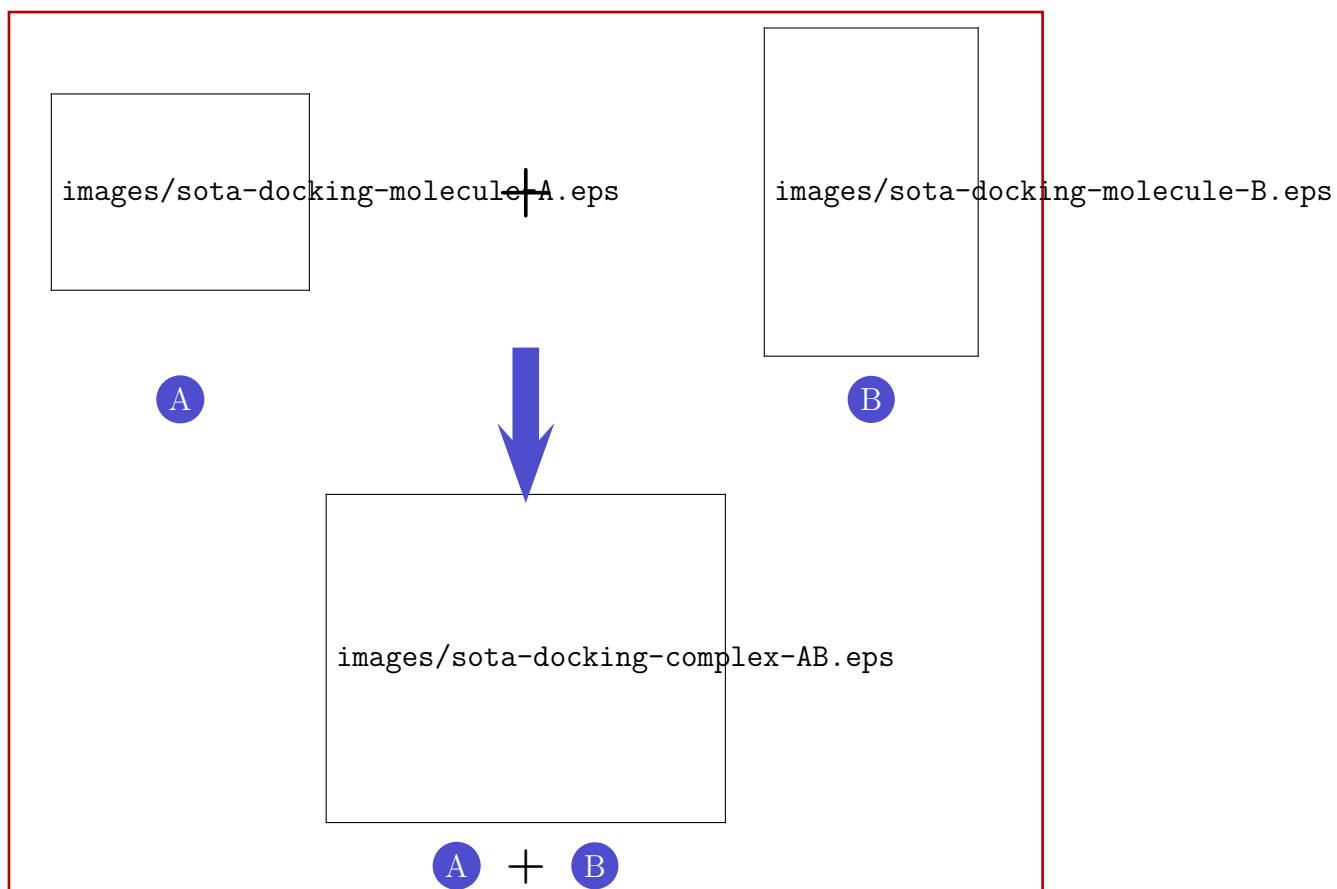 images/sota-docking-molecule-A.eps
+
images/sota-docking-molecule-B.eps
A
B
images/sota-docking-complex-AB.eps
A + B